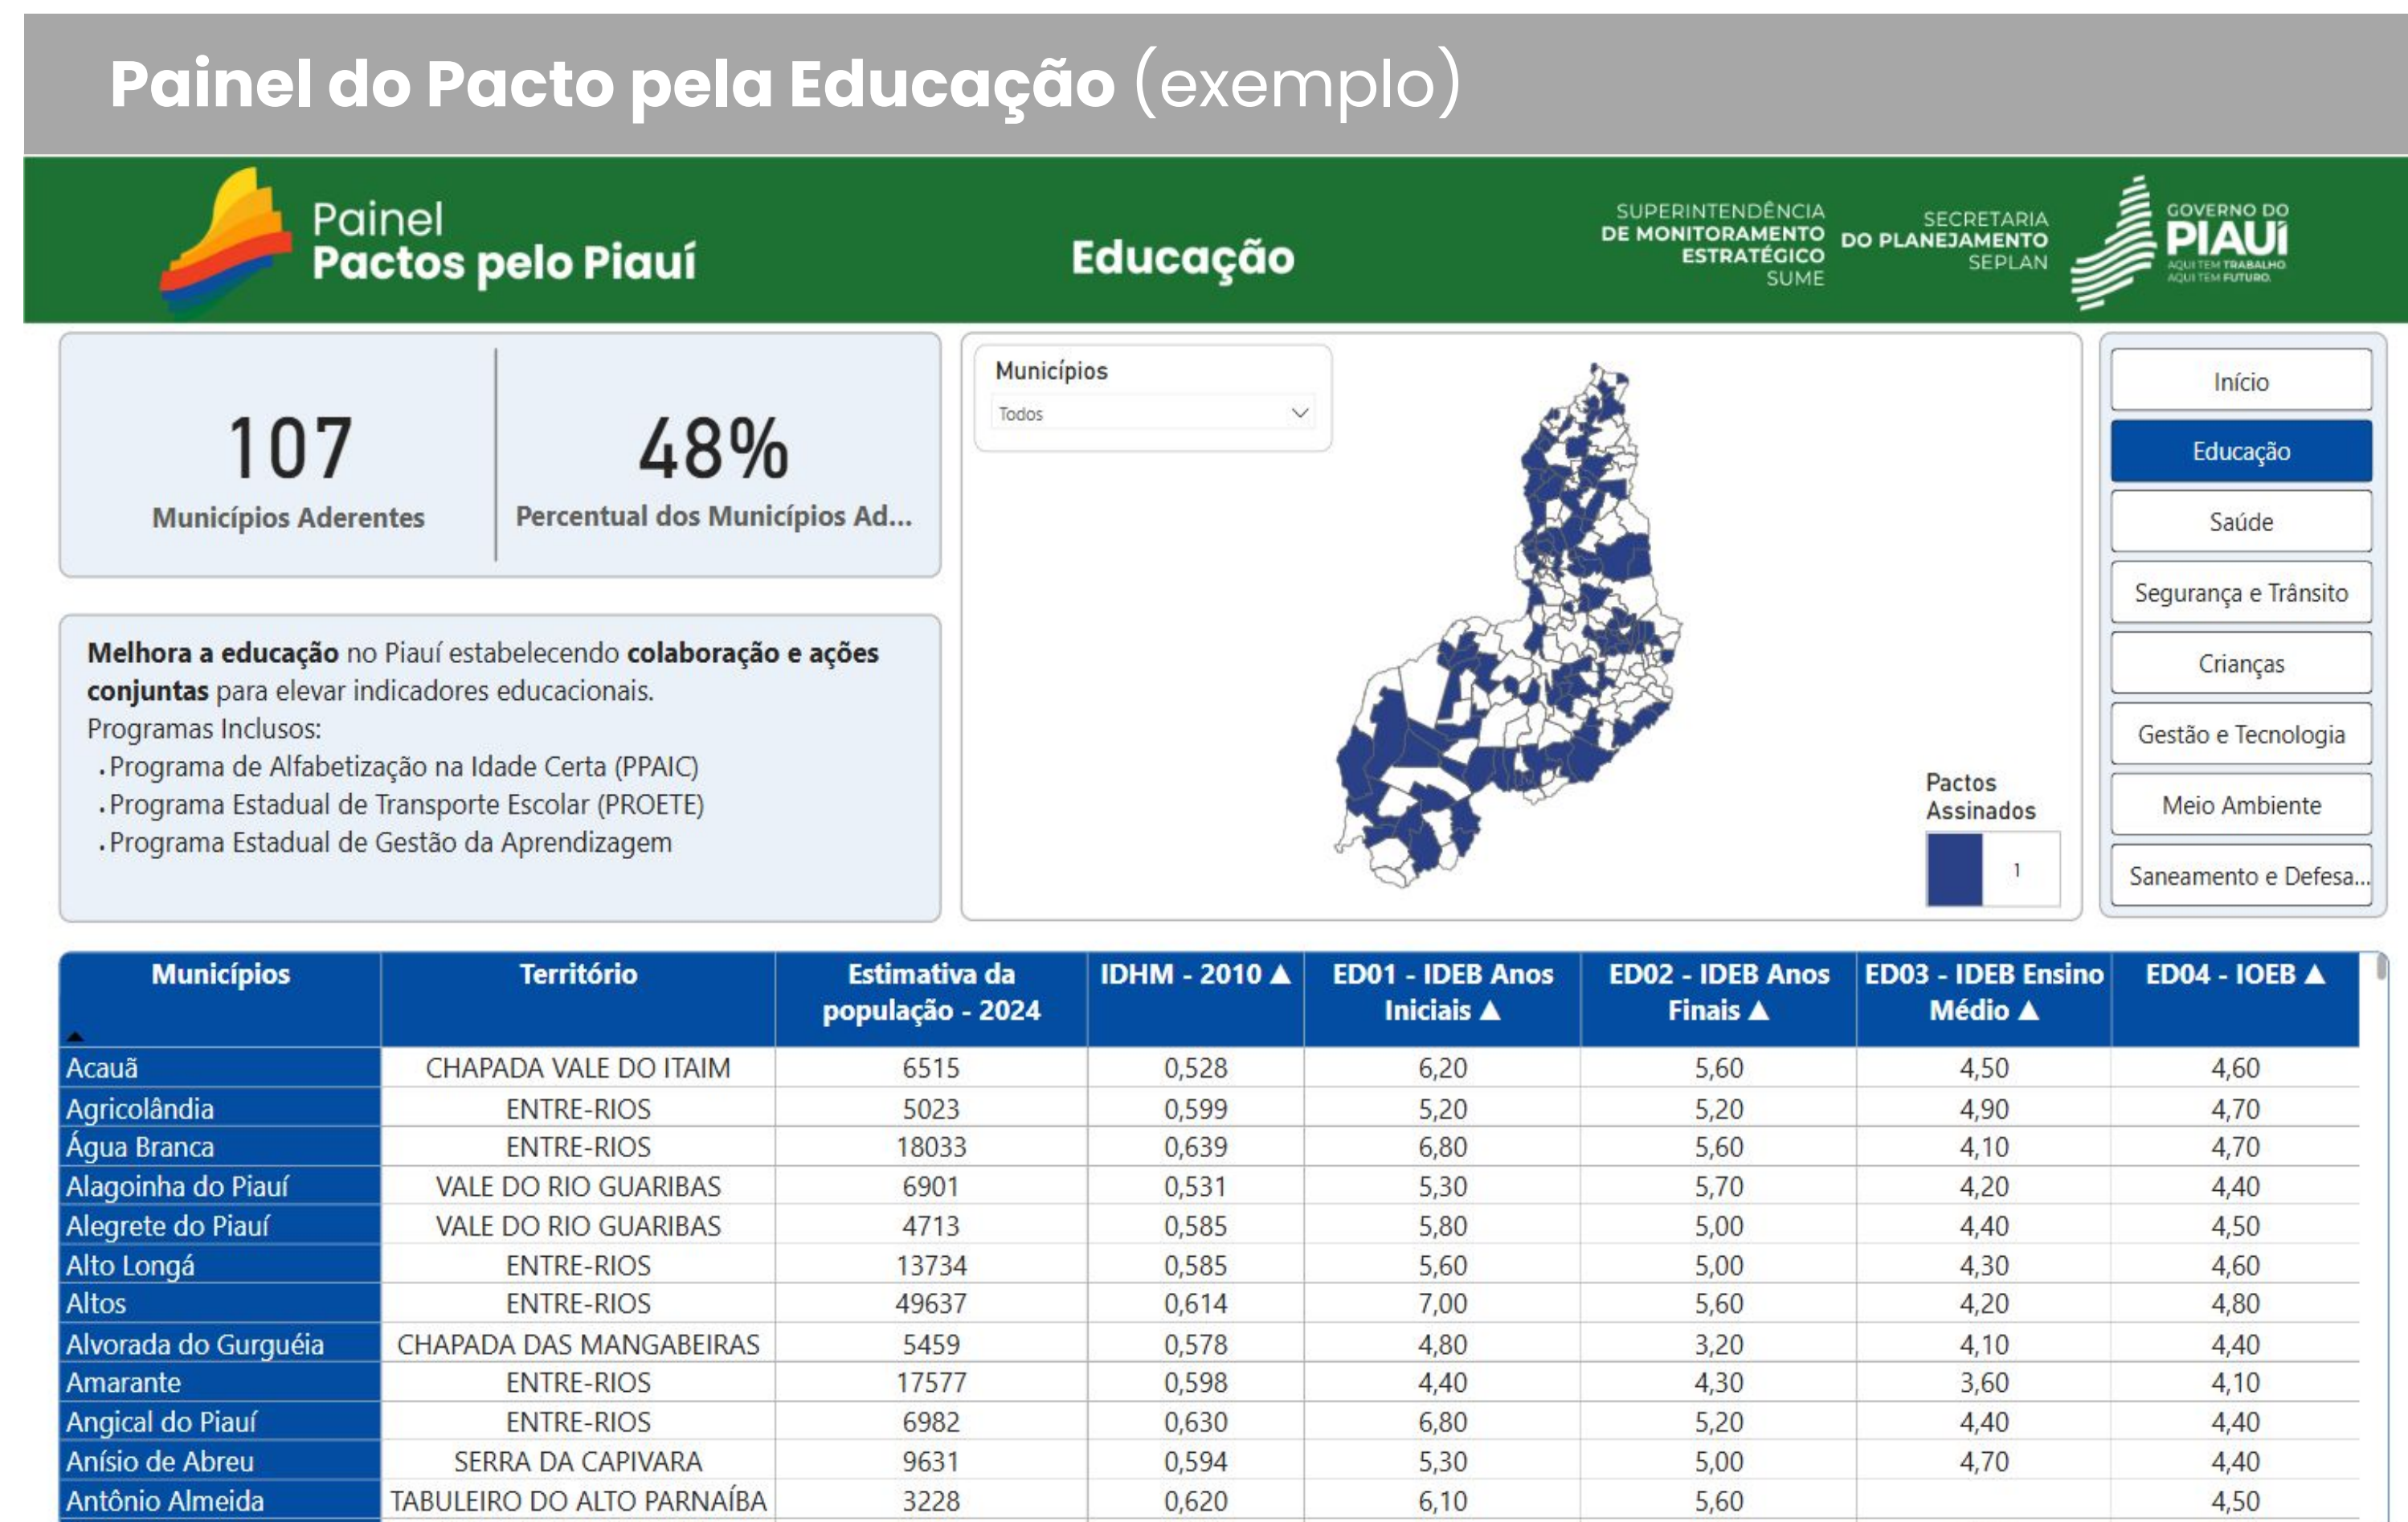 Painel do Pacto pela Educação (exemplo)
Painel
Pactos pelo Piauí
Educação
SUPERINTENDÊNCIA
DE MONITORAMENTO
ESTRATÉGICO
SUME
SECRETARIA
DO PLANEJAMENTO
SEPLAN
GOVERNO DO
PIAUÍ
AQUI TEM TRABALHO.
AQUI TEM FUTURO.
107
Municípios Aderentes
48%
Percentual dos Municípios Ad...
Melhora a educação no Piauí estabelecendo colaboração e ações
conjuntas para elevar indicadores educacionais.
Programas Inclusos:
. Programa de Alfabetização na Idade Certa (PPAIC)
. Programa Estadual de Transporte Escolar (PROETE)
. Programa Estadual de Gestão da Aprendizagem
Municípios
Todos
Pactos
Assinados
1
Início
Educação
Saúde
Segurança e Trânsito
Crianças
Gestão e Tecnologia
Meio Ambiente
Saneamento e Defesa...
Municípios Território Estimativa da população - 2024 IDHM - 2010 ▲ ED01 - IDEB Anos Iniciais ▲ ED02 - IDEB Anos Finais ▲ ED03 - IDEB Ensino Médio ▲ ED04 - IOEB ▲
Acauã CHAPADA VALE DO ITAIM 6515 0,528 6,20 5,60 4,50 4,60
Agricolândia ENTRE-RIOS 5023 0,599 5,20 5,20 4,90 4,70
Água Branca ENTRE-RIOS 18033 0,639 6,80 5,60 4,10 4,70
Alagoinha do Piauí VALE DO RIO GUARIBAS 6901 0,531 5,30 5,70 4,20 4,40
Alegrete do Piauí VALE DO RIO GUARIBAS 4713 0,585 5,80 5,00 4,40 4,50
Alto Longá ENTRE-RIOS 13734 0,585 5,60 5,00 4,30 4,60
Altos ENTRE-RIOS 49637 0,614 7,00 5,60 4,20 4,80
Alvorada do Gurguéia CHAPADA DAS MANGABEIRAS 5459 0,578 4,80 3,20 4,10 4,40
Amarante ENTRE-RIOS 17577 0,598 4,40 4,30 3,60 4,10
Angical do Piauí ENTRE-RIOS 6982 0,630 6,80 5,20 4,40 4,40
Anísio de Abreu SERRA DA CAPIVARA 9631 0,594 5,30 5,00 4,70 4,40
Antônio Almeida TABULEIRO DO ALTO PARNAÍBA 3228 0,620 6,10 5,60 4,50